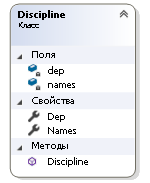 Discipline
Класс
Поля
dep
names
Свойства
Dep
Names
Методы
Discipline